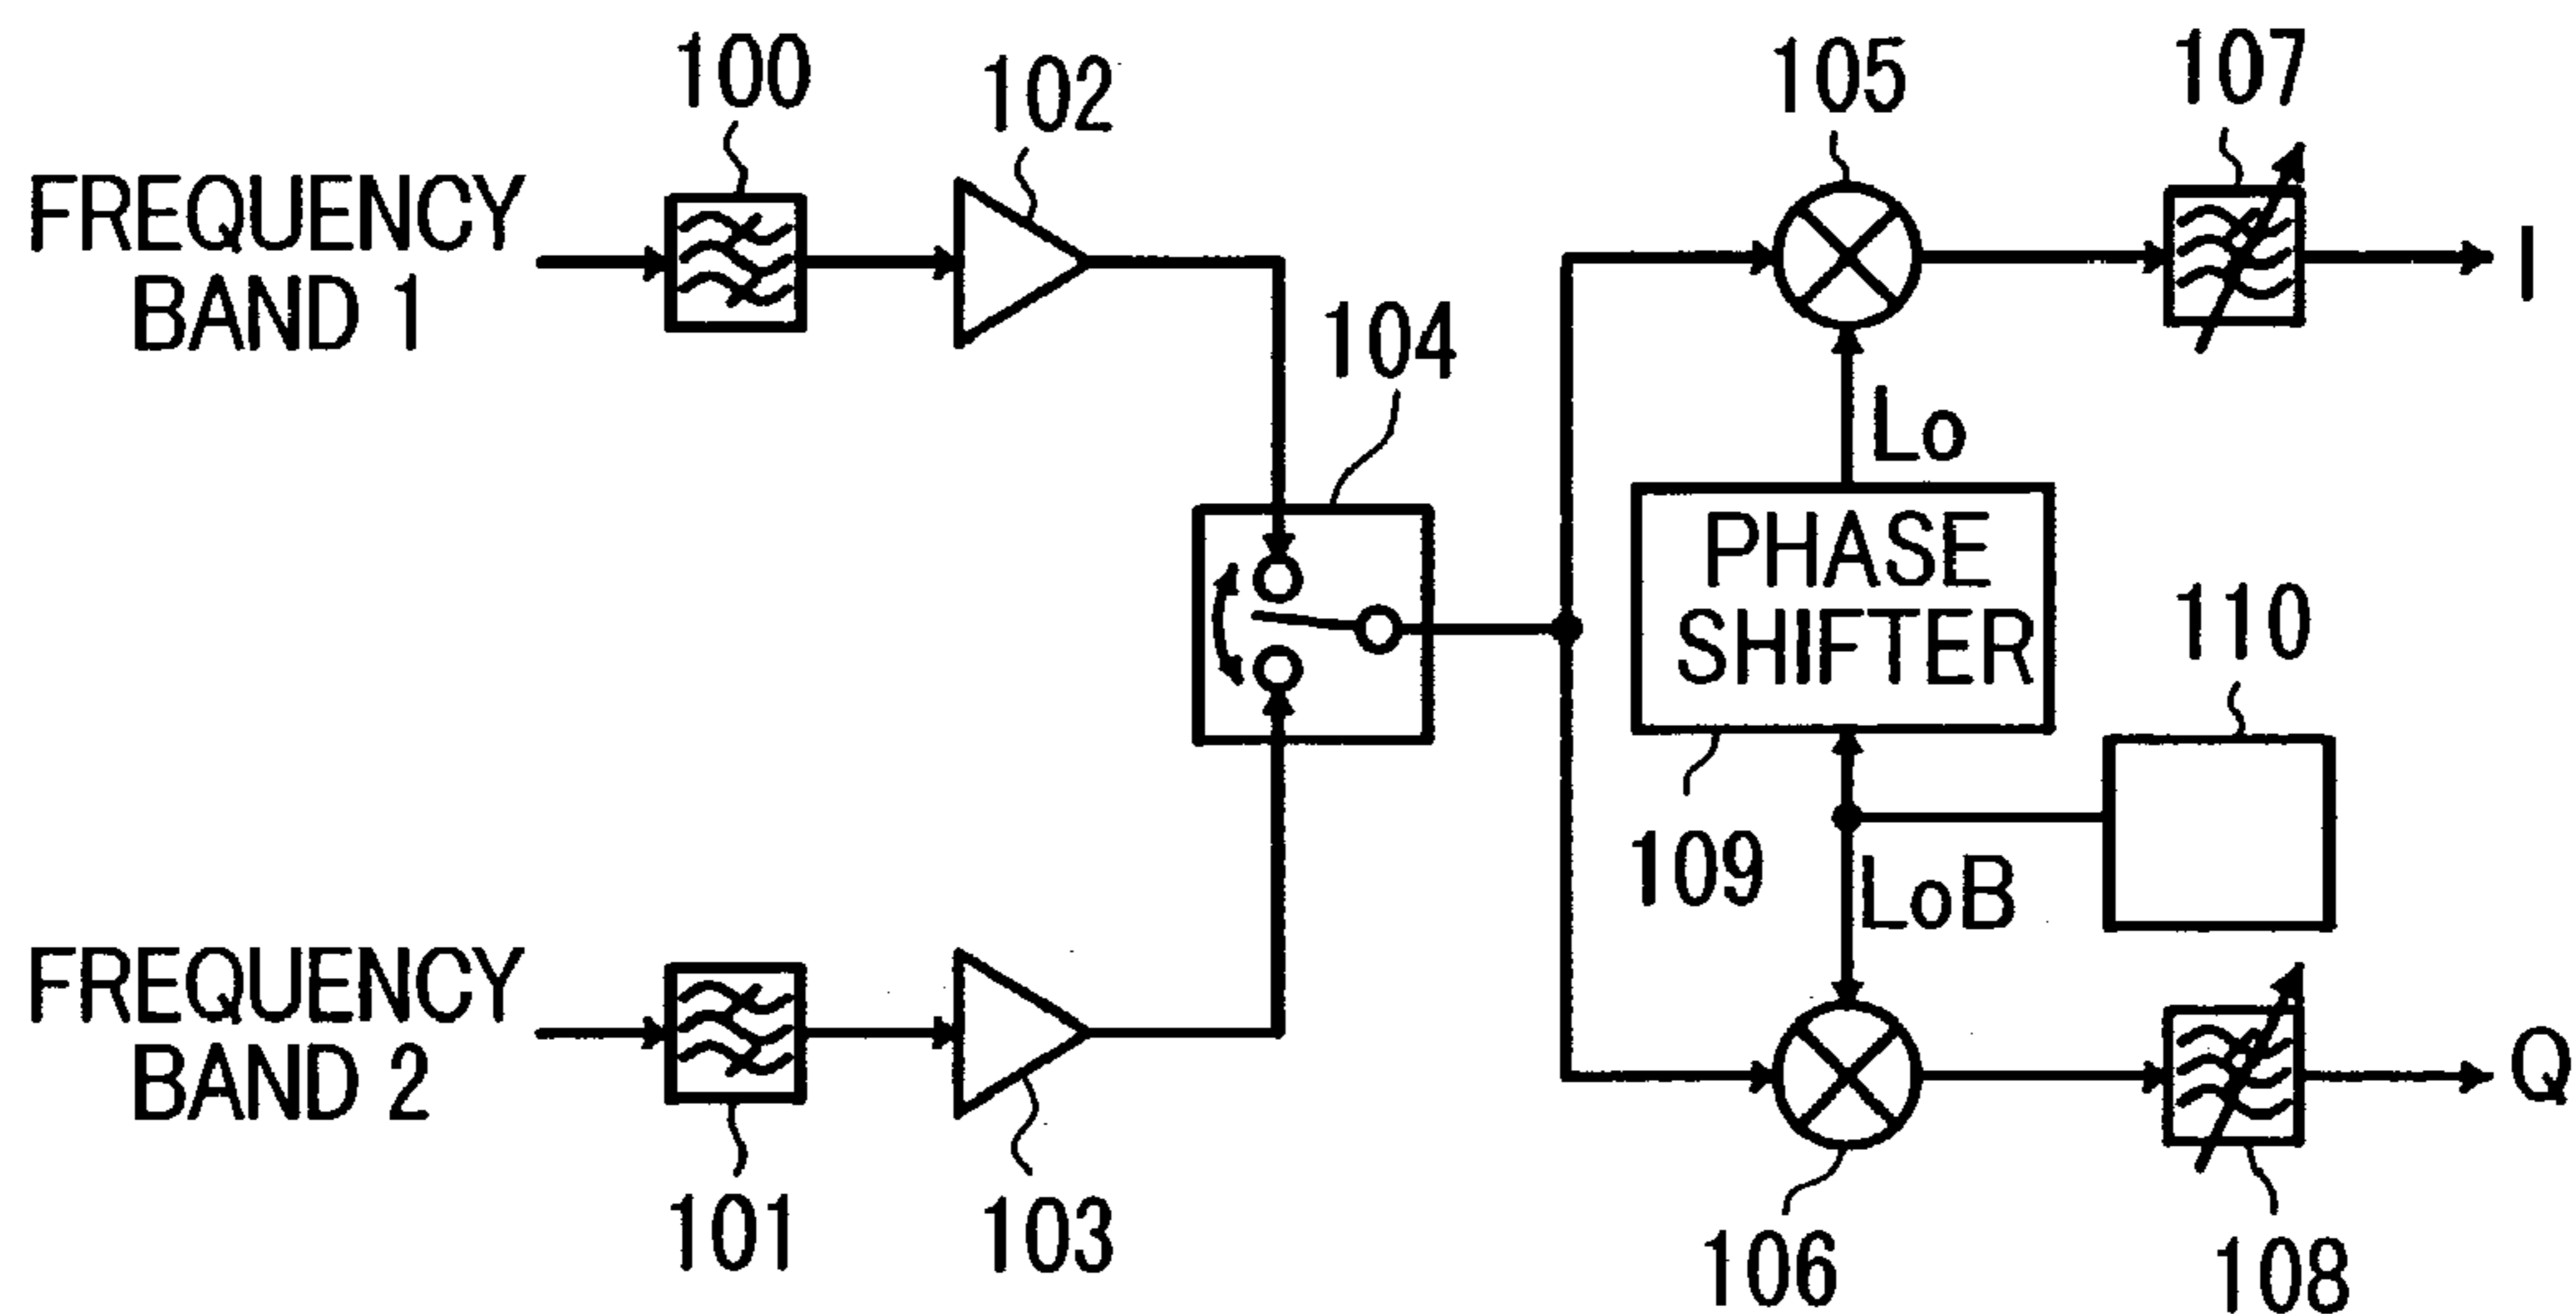 100
102
105
107
FREQUENCY
BAND 1
I
104
Lo
PHASE
SHIFTER
110
109
LoB
FREQUENCY
BAND 2
Q
101
103
106
108